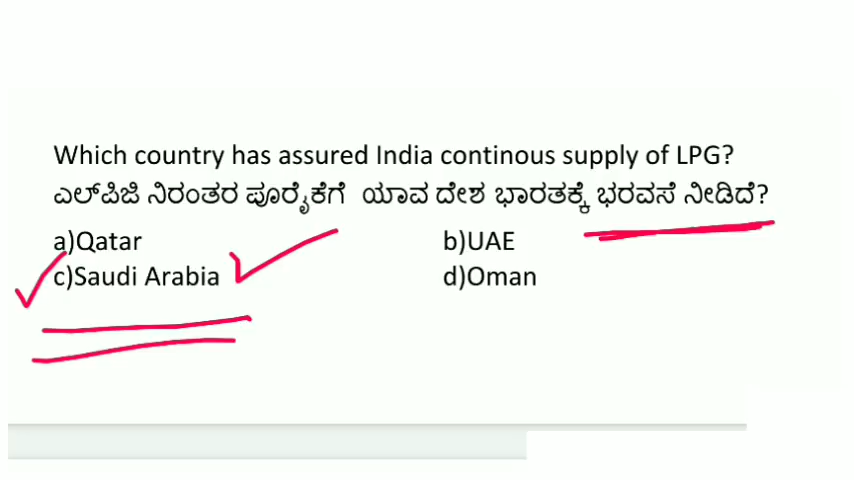 Which country has assured India continous supply of LPG?
ಎಲ್‌ಪಿಜಿ ನಿರಂತರ ಪೂರೈಕೆಗೆ ಯಾವ ದೇಶ ಭಾರತಕ್ಕೆ ಭರವಸೆ ನೀಡಿದೆ?
a)Qatar b)UAE
c)Saudi Arabia d)Oman